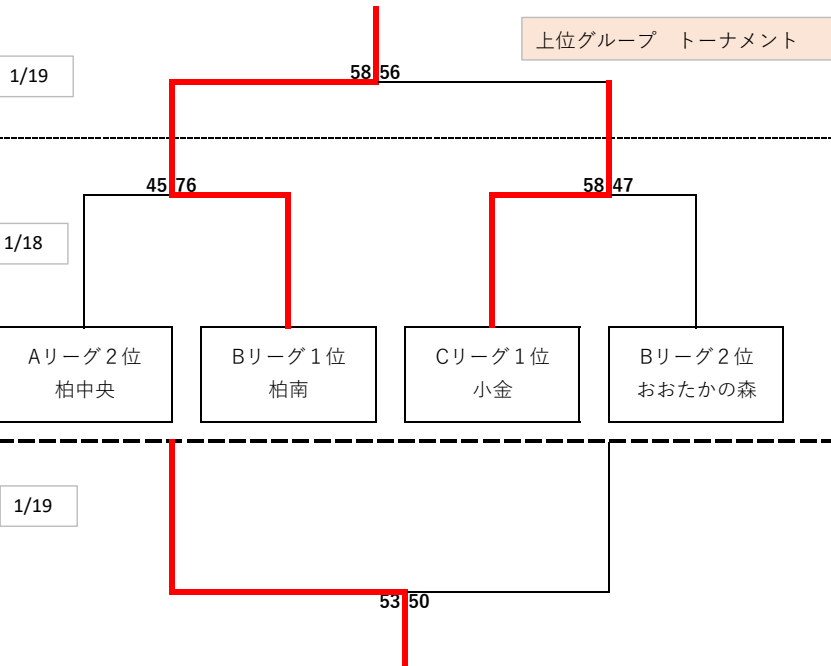 上位グループ　トーナメント
1/19
58 56
45 76
58 47
1/18
Aリーグ２位
柏中央
Bリーグ１位
柏南
Cリーグ１位
小金
Bリーグ２位
おおたかの森
1/19
53 50